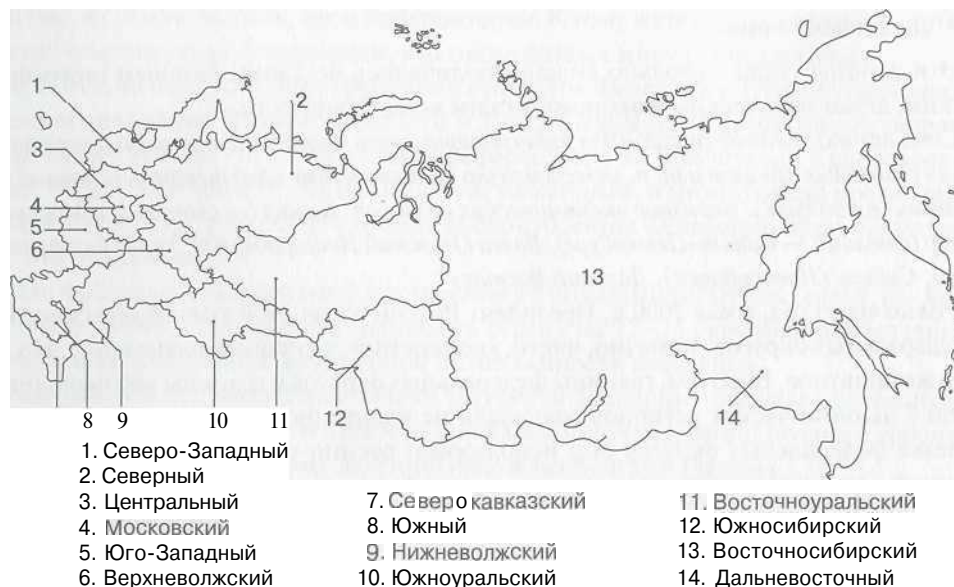 1
2
3
4
5
6
13
8
9
10
11
12
14
1. Северо-Западный
2. Северный
3. Центральный
4. Московский
5. Юго-Западный
6. Верхневолжский
7. Северо кавказский
8. Южный
9. Нижневолжский
10. Южноуральский
11. Восточноуральский
12. Южносибирский
13. Восточносибирский
14. Дальневосточный